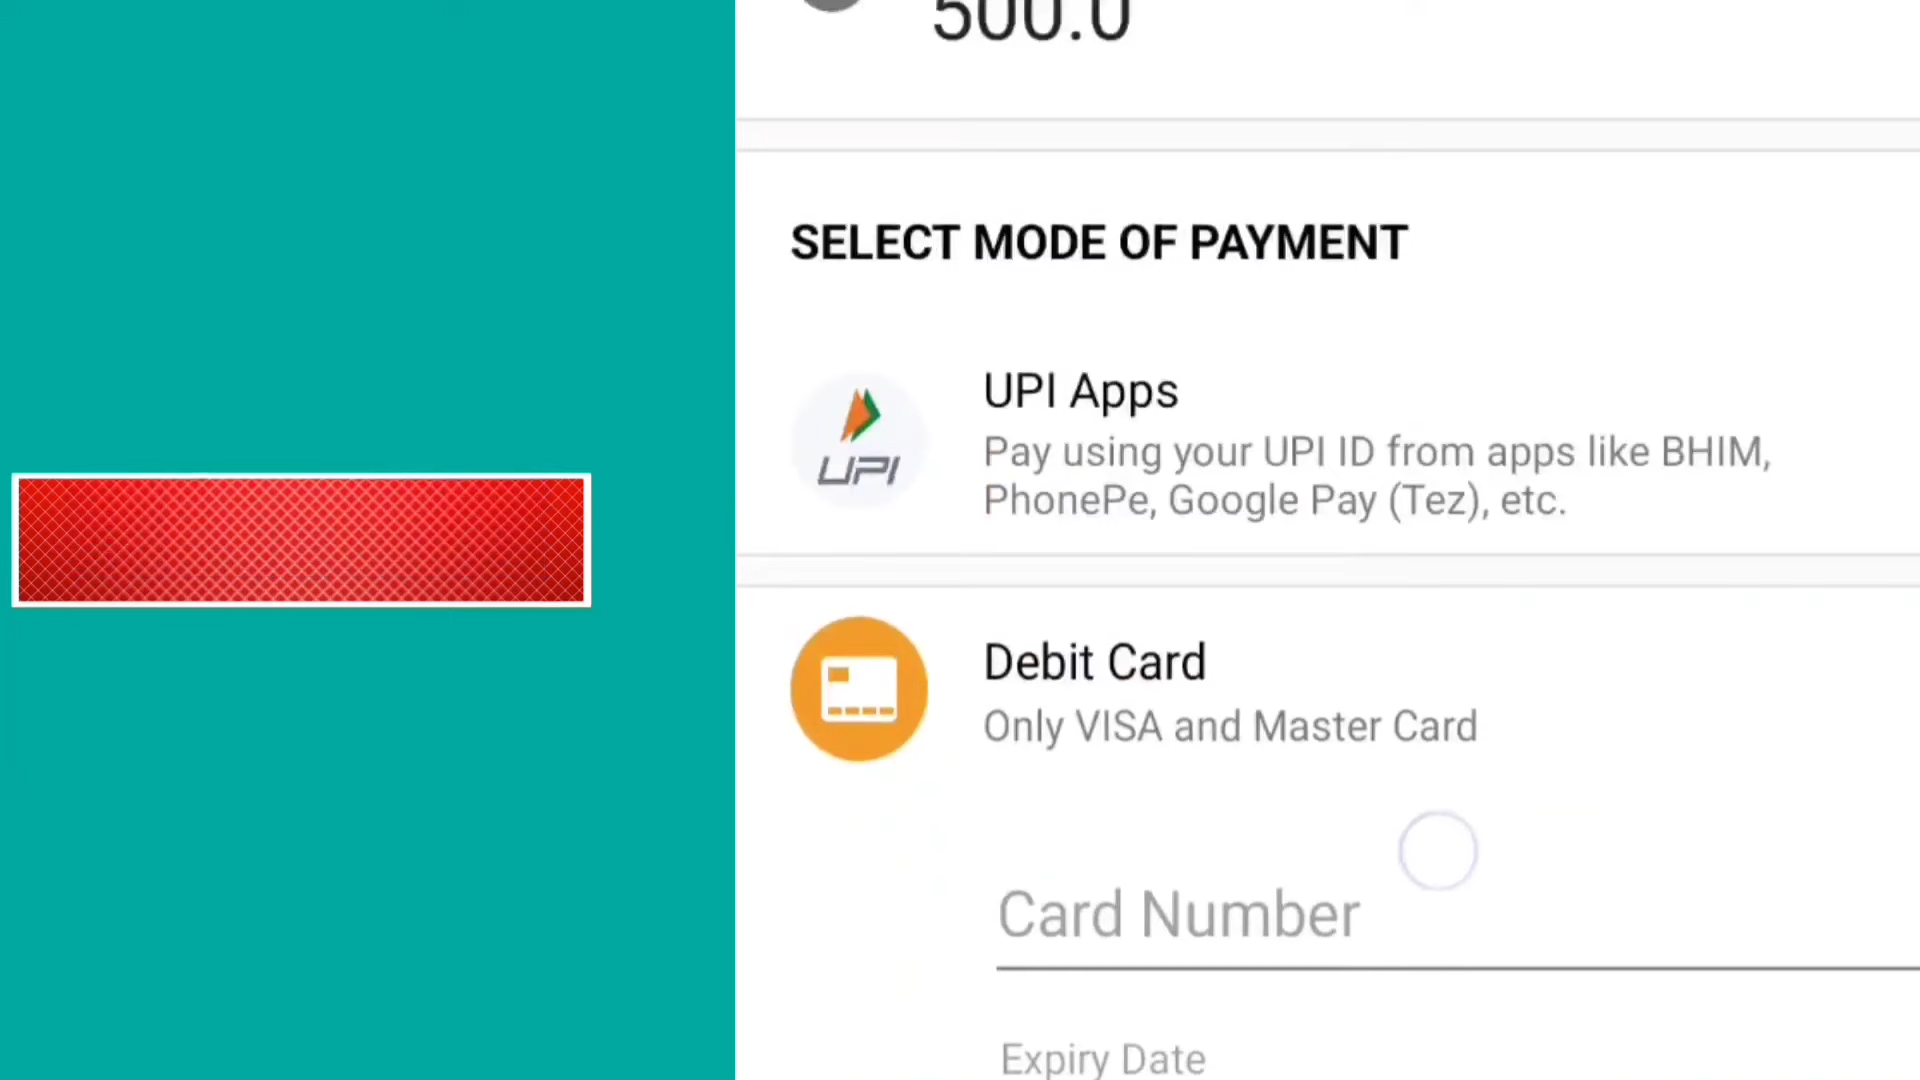 500.0
SELECT MODE OF PAYMENT
UPI Apps
Pay using your UPI ID from apps like BHIM,
PhonePe, Google Pay (Tez), etc.
UPI
Debit Card
Only VISA and Master Card
Card Number
Expiry Date